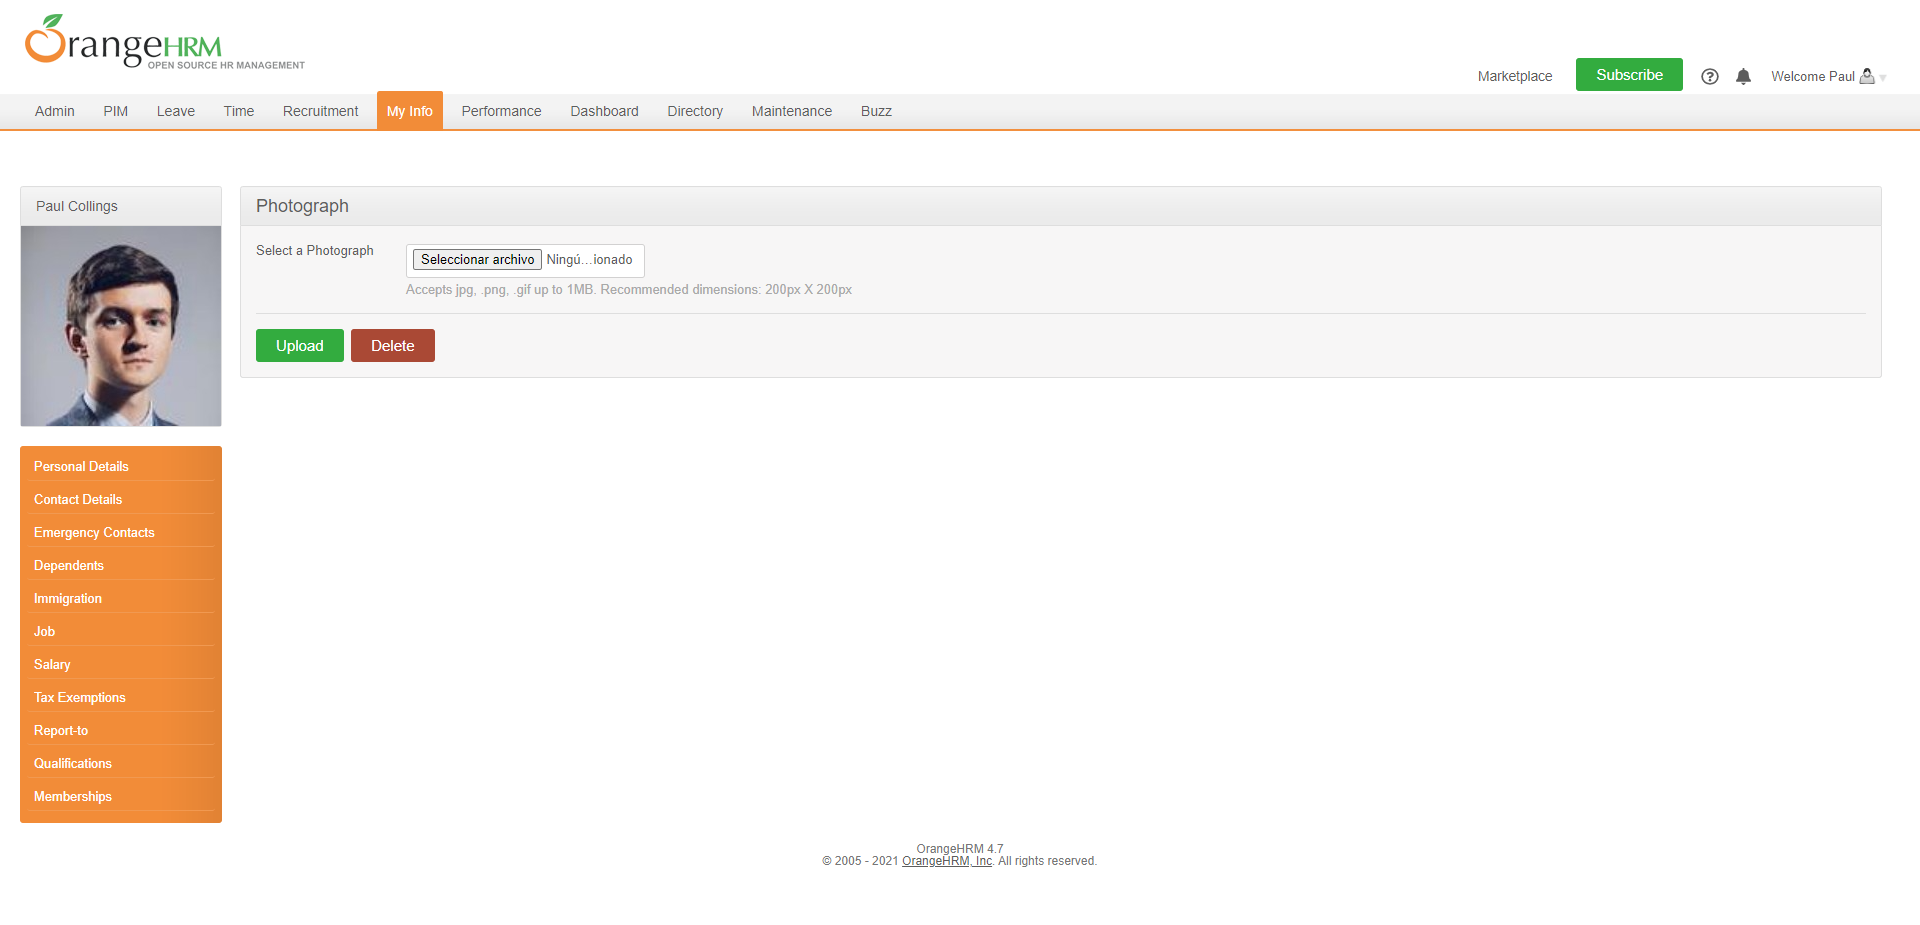 OrangeHRM
OPEN SOURCE HR MANAGEMENT
Marketplace
Subscribe
Welcome Paul
Admin PIM Leave Time Recruitment My Info Performance Dashboard Directory Maintenance Buzz
Paul Collings
Photograph
Select a Photograph
Seleccionar archivo Ningú...ionado
Accepts jpg, .png, .gif up to 1MB. Recommended dimensions: 200px X 200px
Upload Delete
Personal Details
Contact Details
Emergency Contacts
Dependents
Immigration
Job
Salary
Tax Exemptions
Report-to
Qualifications
Memberships
OrangeHRM 4.7
© 2005 - 2021 OrangeHRM, Inc. All rights reserved.